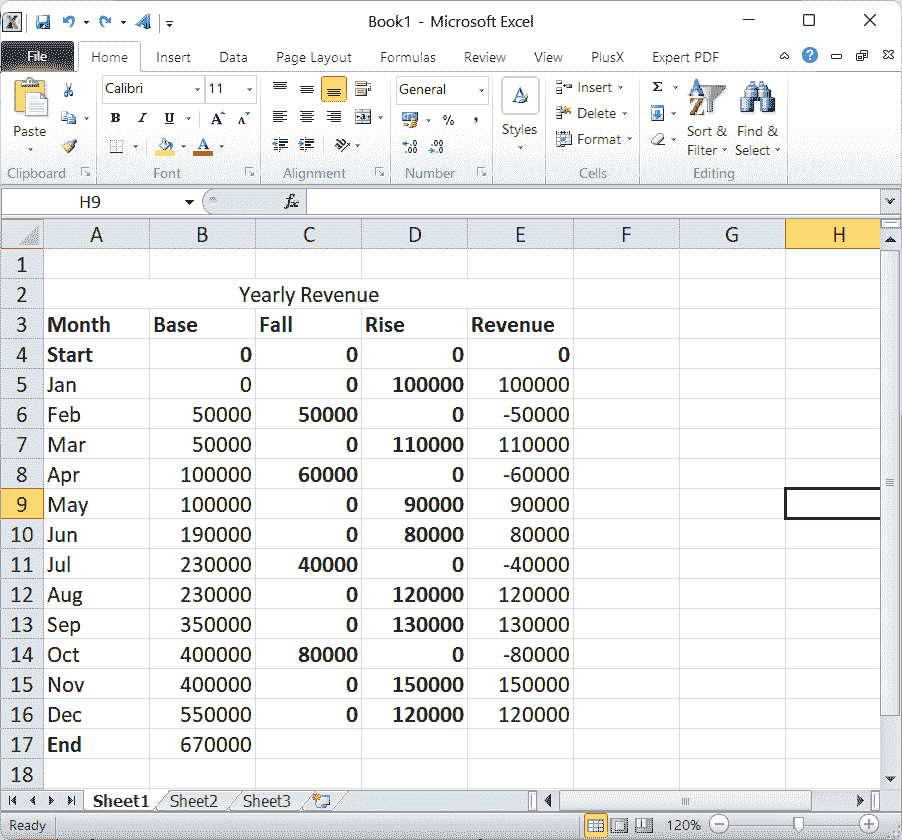 Book1 - Microsoft Excel
File Home Insert Data Page Layout Formulas Review View PlusX Expert PDF
Calibri 11 General Insert Σ
Paste B I U A A % , Styles Delete Sort & Find &
A Format Filter Select
Clipboard Font Alignment Number Cells Editing
H9 fx
A B C D E F G H
1
2 Yearly Revenue
3 Month Base Fall Rise Revenue
4 Start 0 0 0 0
5 Jan 0 0 100000 100000
6 Feb 50000 50000 0 -50000
7 Mar 50000 0 110000 110000
8 Apr 100000 60000 0 -60000
9 May 100000 0 90000 90000
10 Jun 190000 0 80000 80000
11 Jul 230000 40000 0 -40000
12 Aug 230000 0 120000 120000
13 Sep 350000 0 130000 130000
14 Oct 400000 80000 0 -80000
15 Nov 400000 0 150000 150000
16 Dec 550000 0 120000 120000
17 End 670000
18
Sheet1 Sheet2 Sheet3
Ready 120%